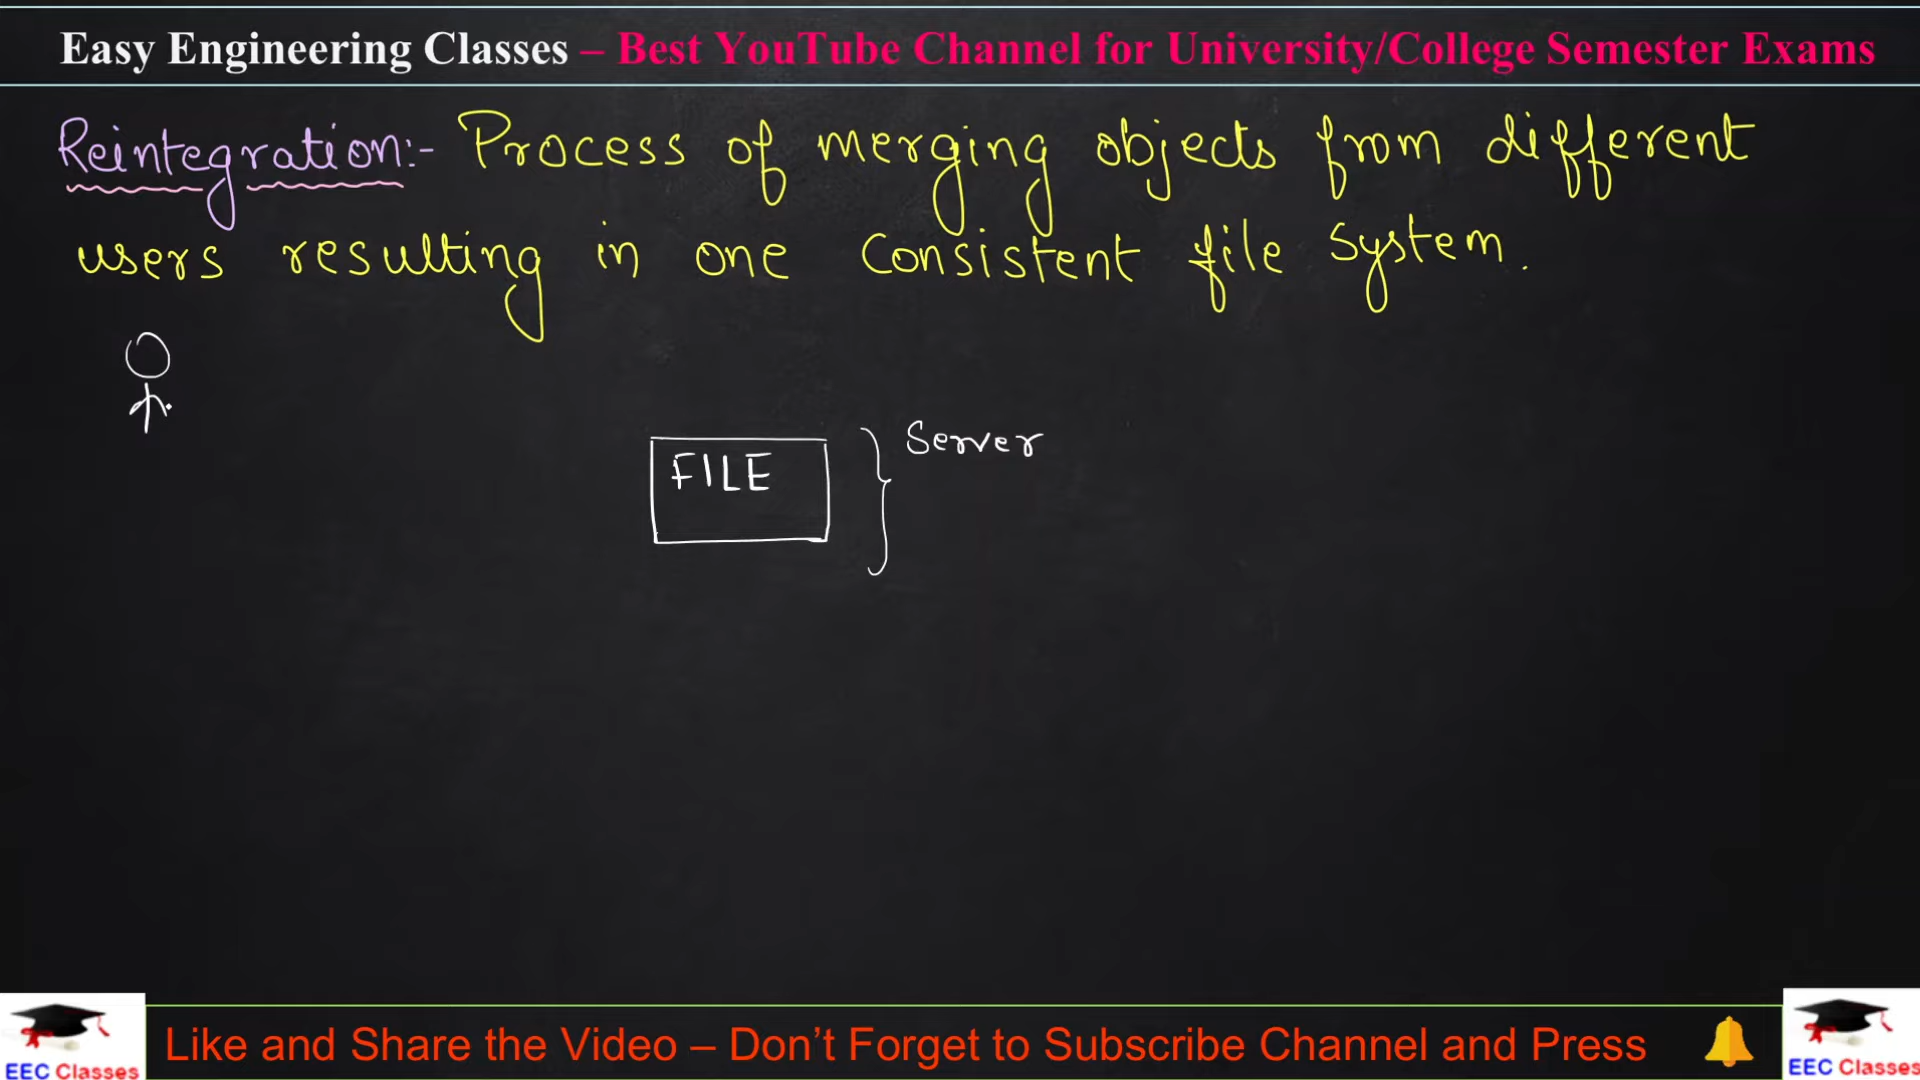 Easy Engineering Classes – Best YouTube Channel for University/College Semester Exams
Reintegration:- Process of merging objects from different
users resulting in one consistent file system.
FILE
Server
Like and Share the Video – Don’t Forget to Subscribe Channel and Press
EEC Classes
EEC Classes